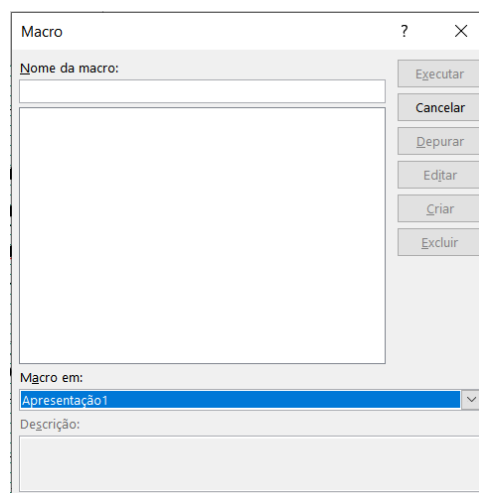 Macro
?
Nome da macro:
Executar
Cancelar
Depurar
Editar
Criar
Excluir
Macro em:
Apresentação1
Descrição: